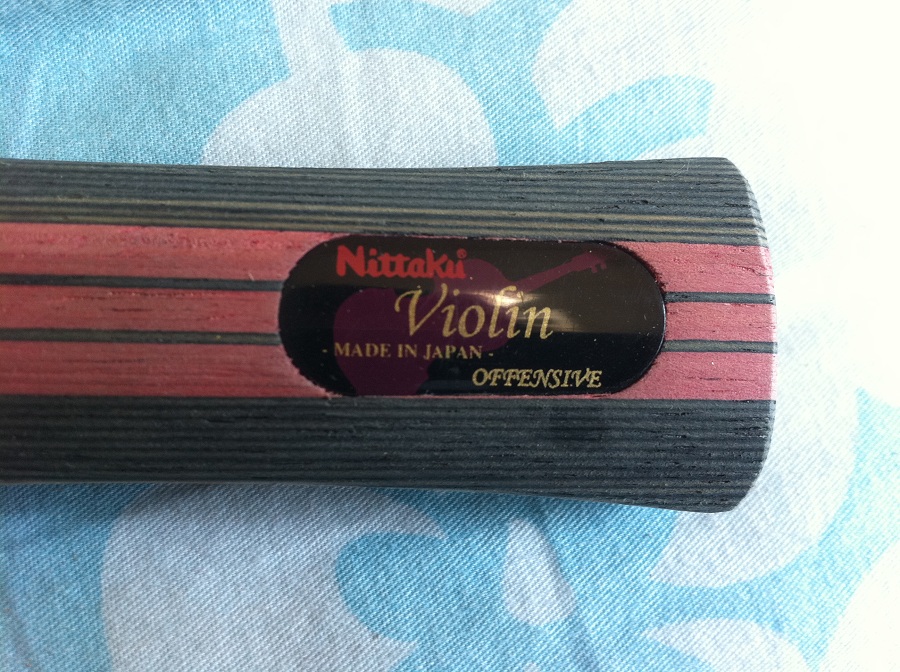 Nittaku
Violin
- MADE IN JAPAN -
OFFENSIVE